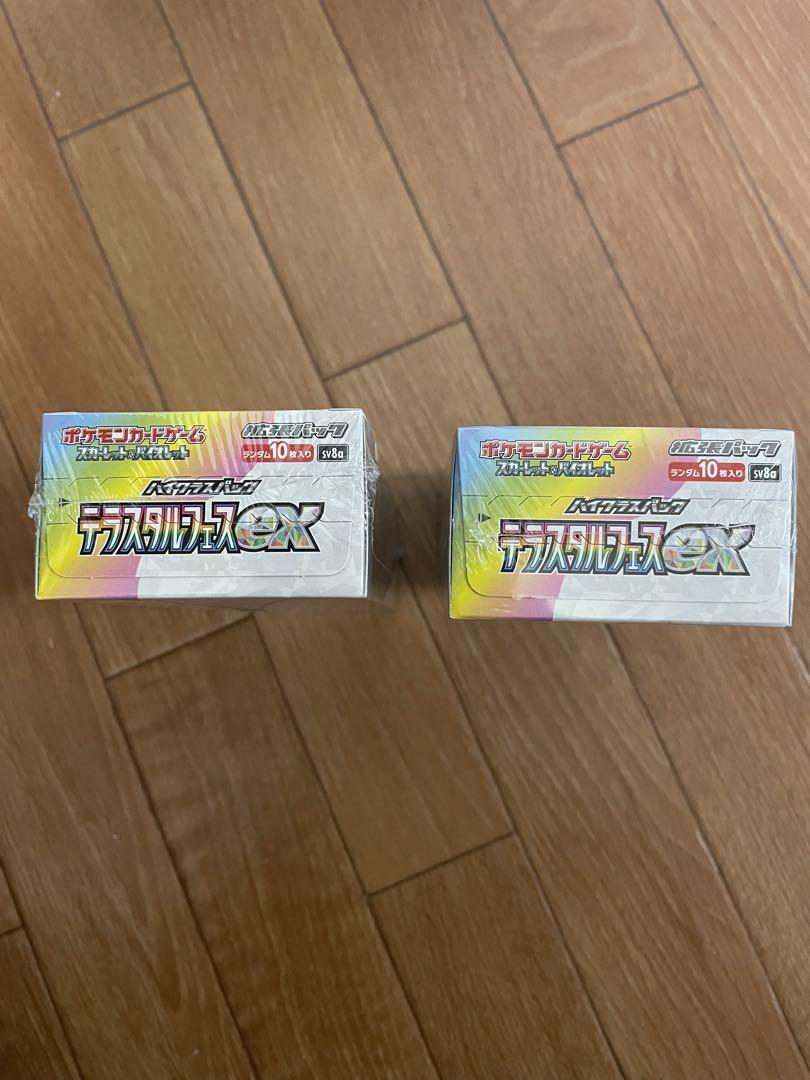 ポケモンカードゲーム
スカーレット&バイオレット
拡張パック
ランダム10枚入り
sv8a
ハイクラスパック
テラスタルフェスex
ポケモンカードゲーム
スカーレット&バイオレット
拡張パック
ランダム10枚入り
sv8a
ハイクラスパック
テラスタルフェスex